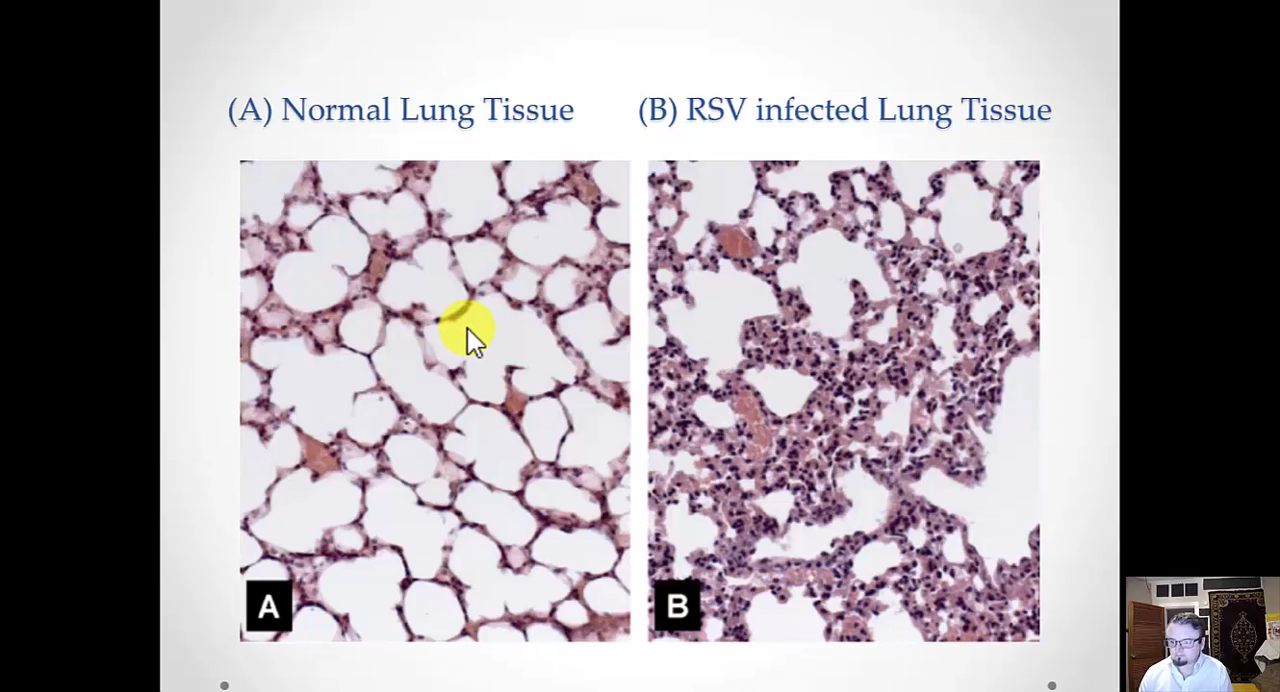 (A) Normal Lung Tissue
(B) RSV infected Lung Tissue
A
B